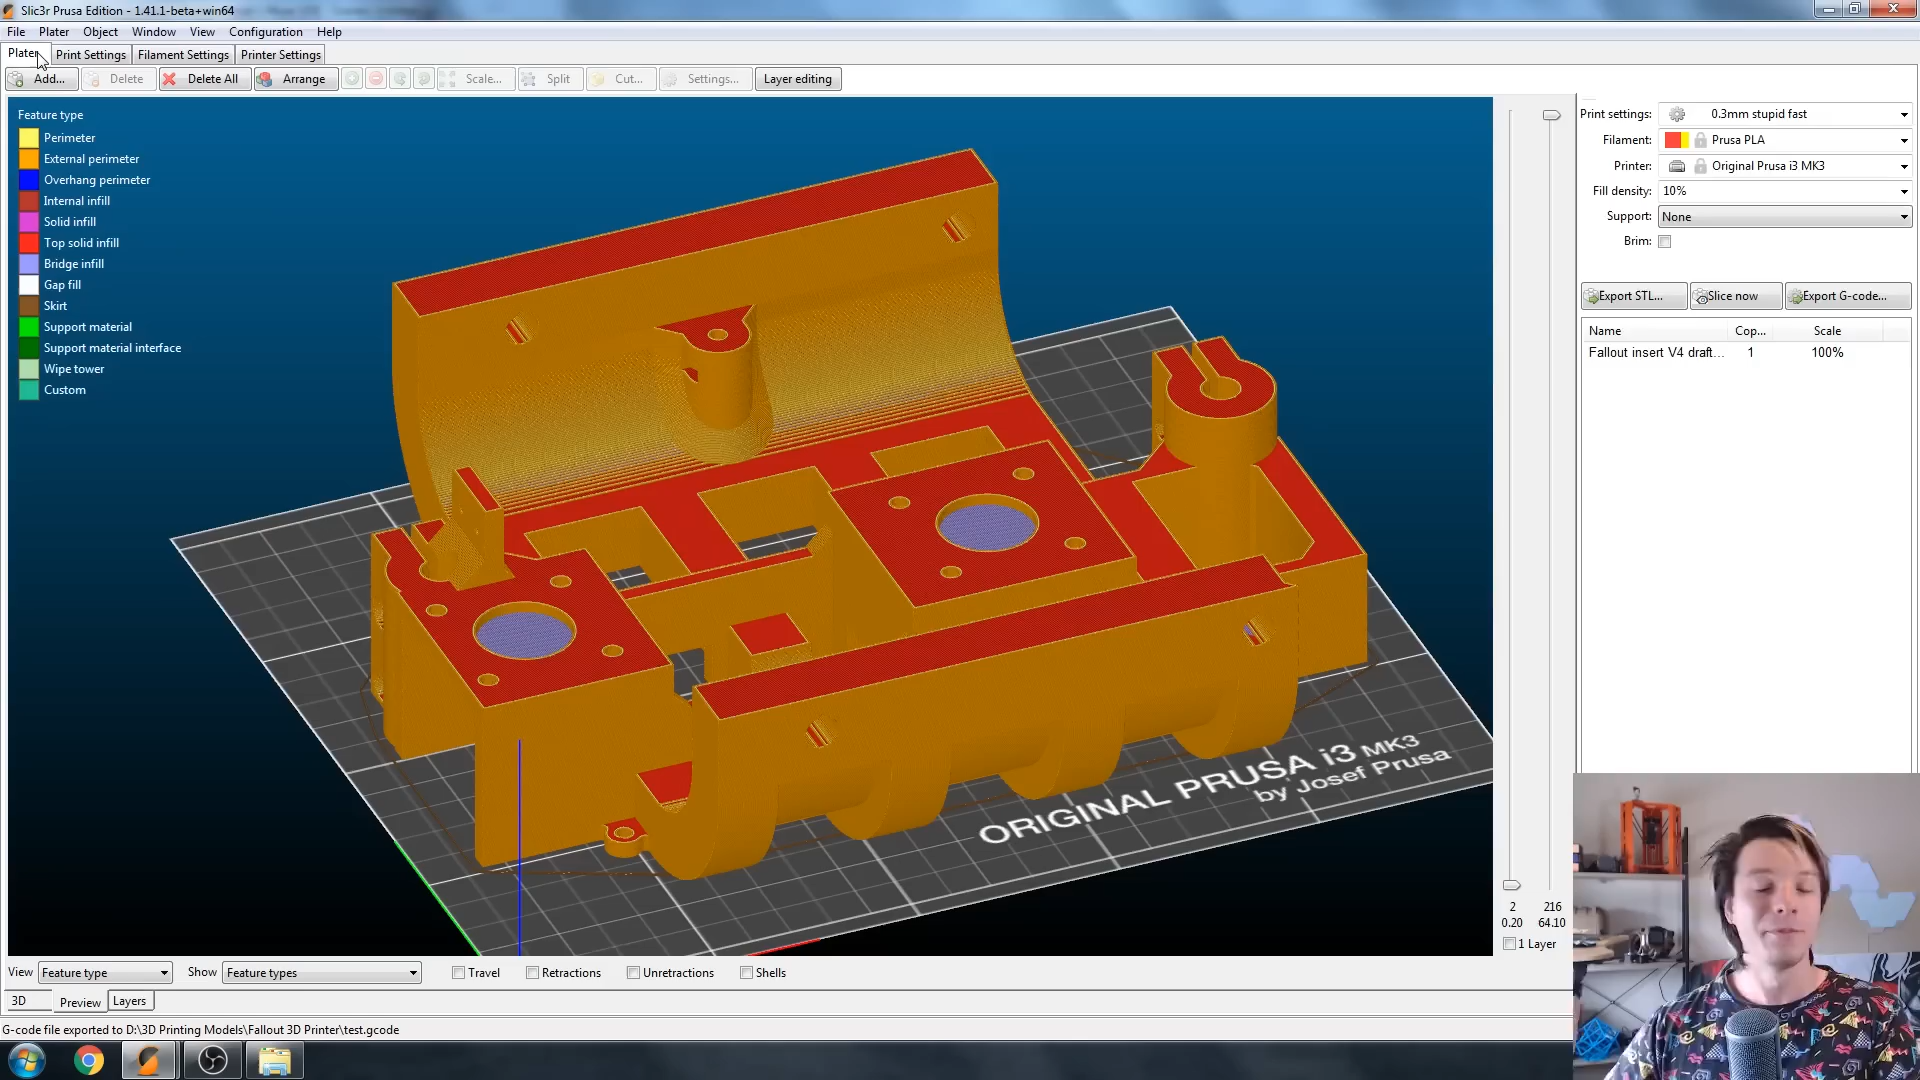 Slic3r Prusa Edition - 1.41.1-beta+win64
File Plater Object Window View Configuration Help
Plater Print Settings Filament Settings Printer Settings
Add... Delete Delete All Arrange Scale... Split Cut... Settings... Layer editing
Feature type
Perimeter
External perimeter
Overhang perimeter
Internal infill
Solid infill
Top solid infill
Bridge infill
Gap fill
Skirt
Support material
Support material interface
Wipe tower
Custom
ORIGINAL PRUSA i3 MK3
by Josef Prusa
2 216
0.20 64.10
1 Layer
Print settings: 0.3mm stupid fast
Filament: Prusa PLA
Printer: Original Prusa i3 MK3
Fill density: 10%
Support: None
Brim:
Export STL... Slice now Export G-code...
Name Cop... Scale
Fallout insert V4 draft... 1 100%
View Feature type Show Feature types Travel Retractions Unretractions Shells
3D Preview Layers
G-code file exported to D:\3D Printing Models\Fallout 3D Printer\test.gcode